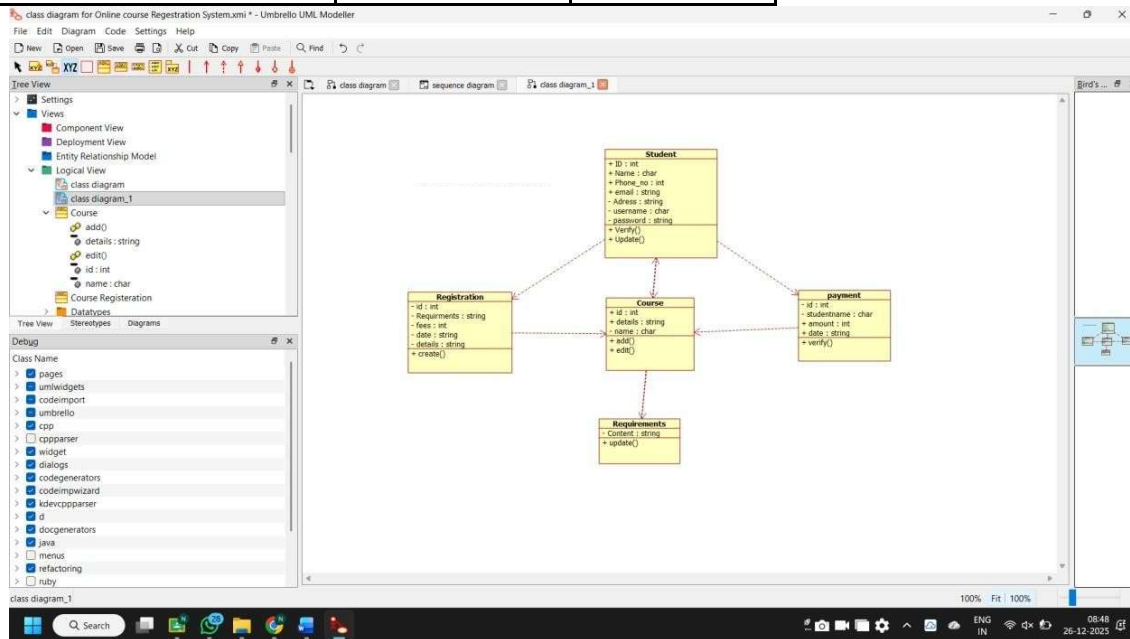 class diagram for Online course Regestration System.xmi * - Umbrello UML Modeller
File Edit Diagram Code Settings Help
New Open Save Cut Copy Paste Find
XYZ
Tree View
class diagram
sequence diagram
class diagram_1
Bird's ...
Settings
Views
Component View
Deployment View
Entity Relationship Model
Logical View
class diagram
class diagram_1
Course
add()
details : string
edit()
id : int
name : char
Course Registeration
Datatypes
Tree View Stereotypes Diagrams
Debug
Class Name
pages
umlwidgets
codeimport
umbrello
cpp
cppparser
widget
dialogs
codegenerators
codeimpwizard
kdevcppparser
d
docgenerators
java
menus
refactoring
ruby
Student
+ ID : int
+ Name : char
+ Phone_no : int
+ email : string
- Adress : string
- username : char
- password : string
+ Verify()
+ Update()
Registration
- id : int
- Requirments : string
- fees : int
- date : string
- details : string
+ create()
Course
+ id : int
+ details : string
- name : char
+ add()
+ edit()
payment
- id : int
- studentname : char
+ amount : int
+ date : string
+ verify()
Requirements
- Content : string
+ update()
class diagram_1
100% Fit 100%
Search
26
ENG
IN
08:48
26-12-2025